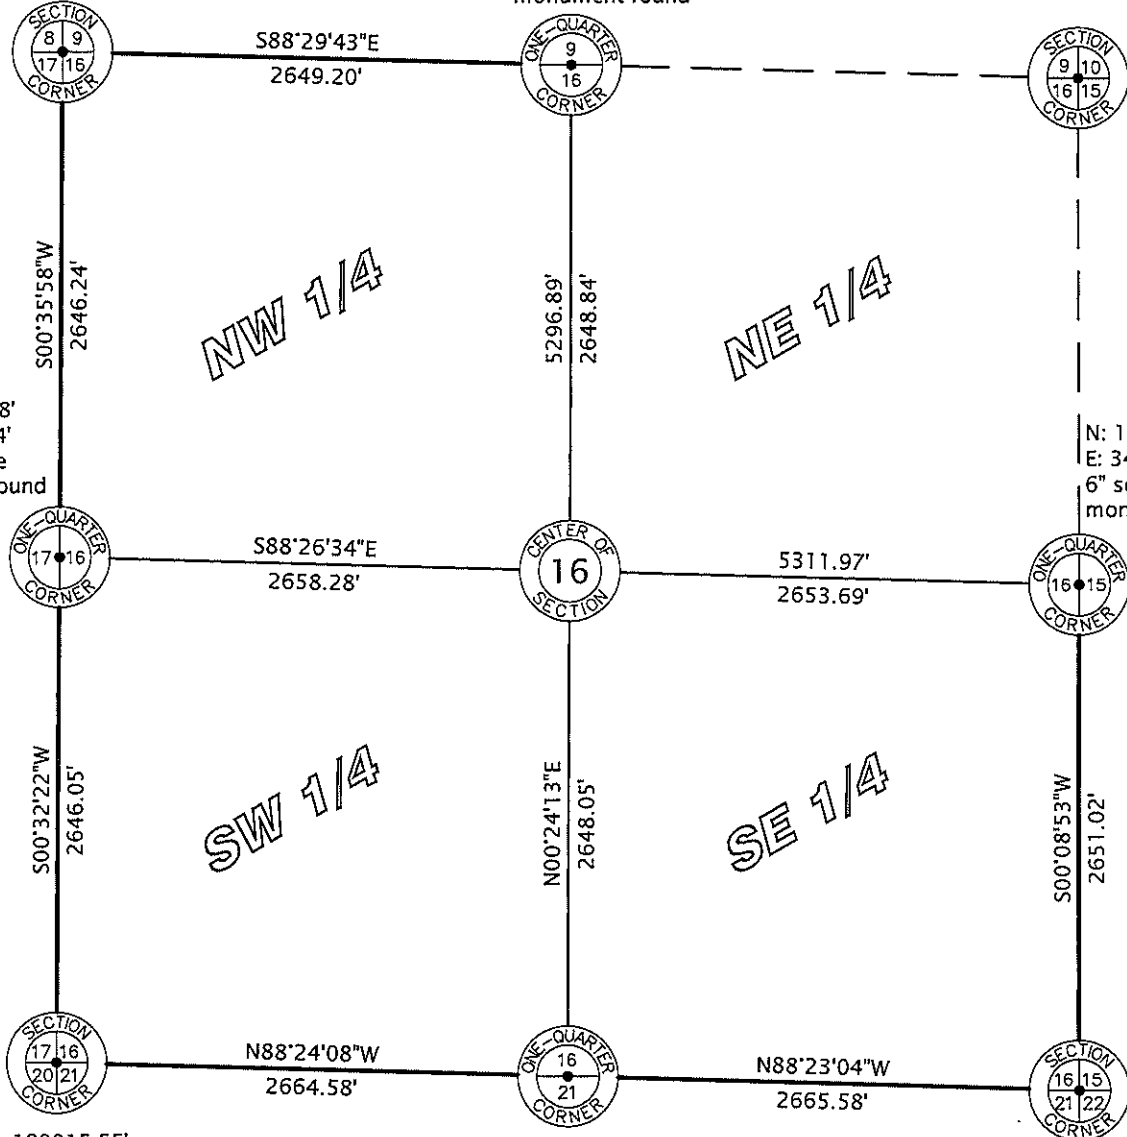 monument found
SECTION
8 9
17 16
CORNER
S88°29'43"E
2649.20'
ONE-QUARTER
9
16
CORNER
SECTION
9 10
16 15
CORNER
S00°35'58"W
2646.24'
NW 1/4
5296.89'
2648.84'
NE 1/4
8'
4'
e
ound
N: 1
E: 34
6" s
mon
ONE-QUARTER
17 16
CORNER
S88°26'34"E
2658.28'
CENTER OF
16
SECTION
5311.97'
2653.69'
ONE-QUARTER
16 15
CORNER
S00°32'22"W
2646.05'
SW 1/4
N00°24'13"E
2648.05'
SE 1/4
S00°08'53"W
2651.02'
SECTION
17 16
20 21
CORNER
N88°24'08"W
2664.58'
ONE-QUARTER
16
21
CORNER
N88°23'04"W
2665.58'
SECTION
16 15
21 22
CORNER